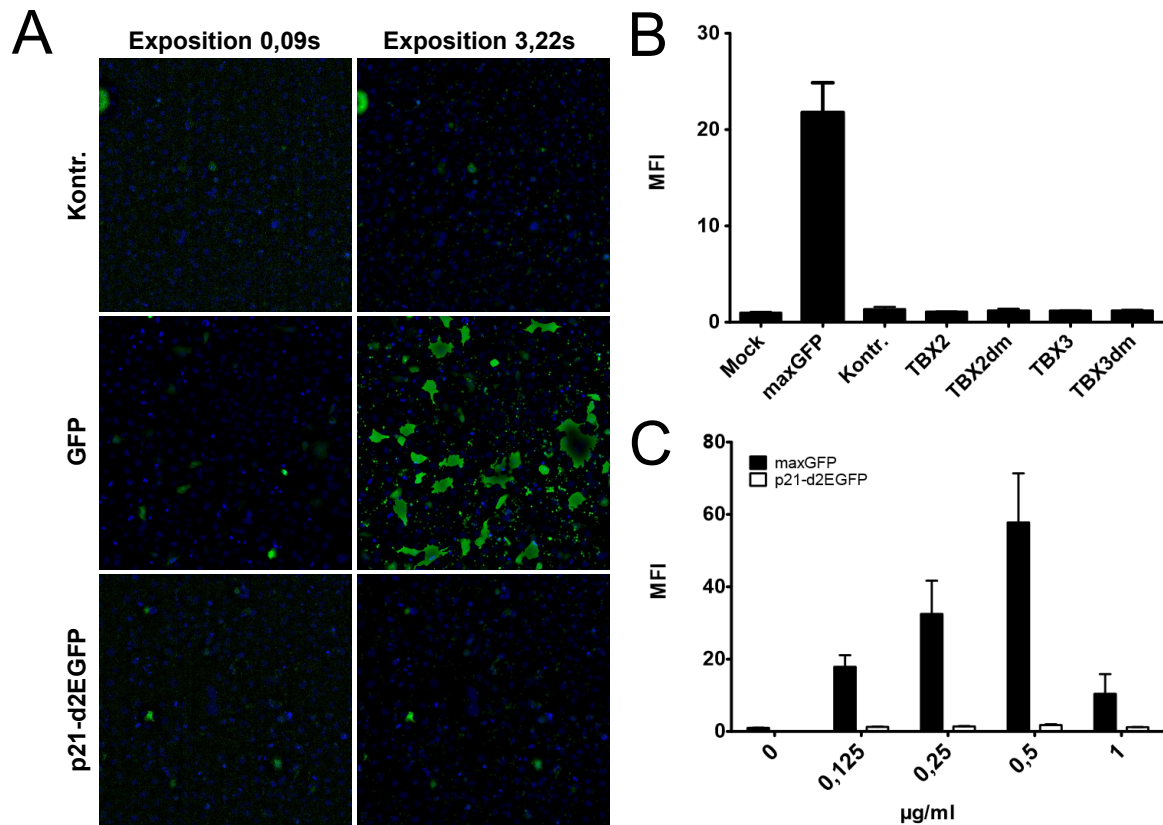 A
Exposition 0,09s
Exposition 3,22s
Kontr.
GFP
p21-d2EGFP
B
30
20
10
0
MFI
Mock
maxGFP
Kontr.
TBX2
TBX2dm
TBX3
TBX3dm
C
80
60
40
20
0
MFI
maxGFP
p21-d2EGFP
0
0,125
0,25
0,5
1
µg/ml